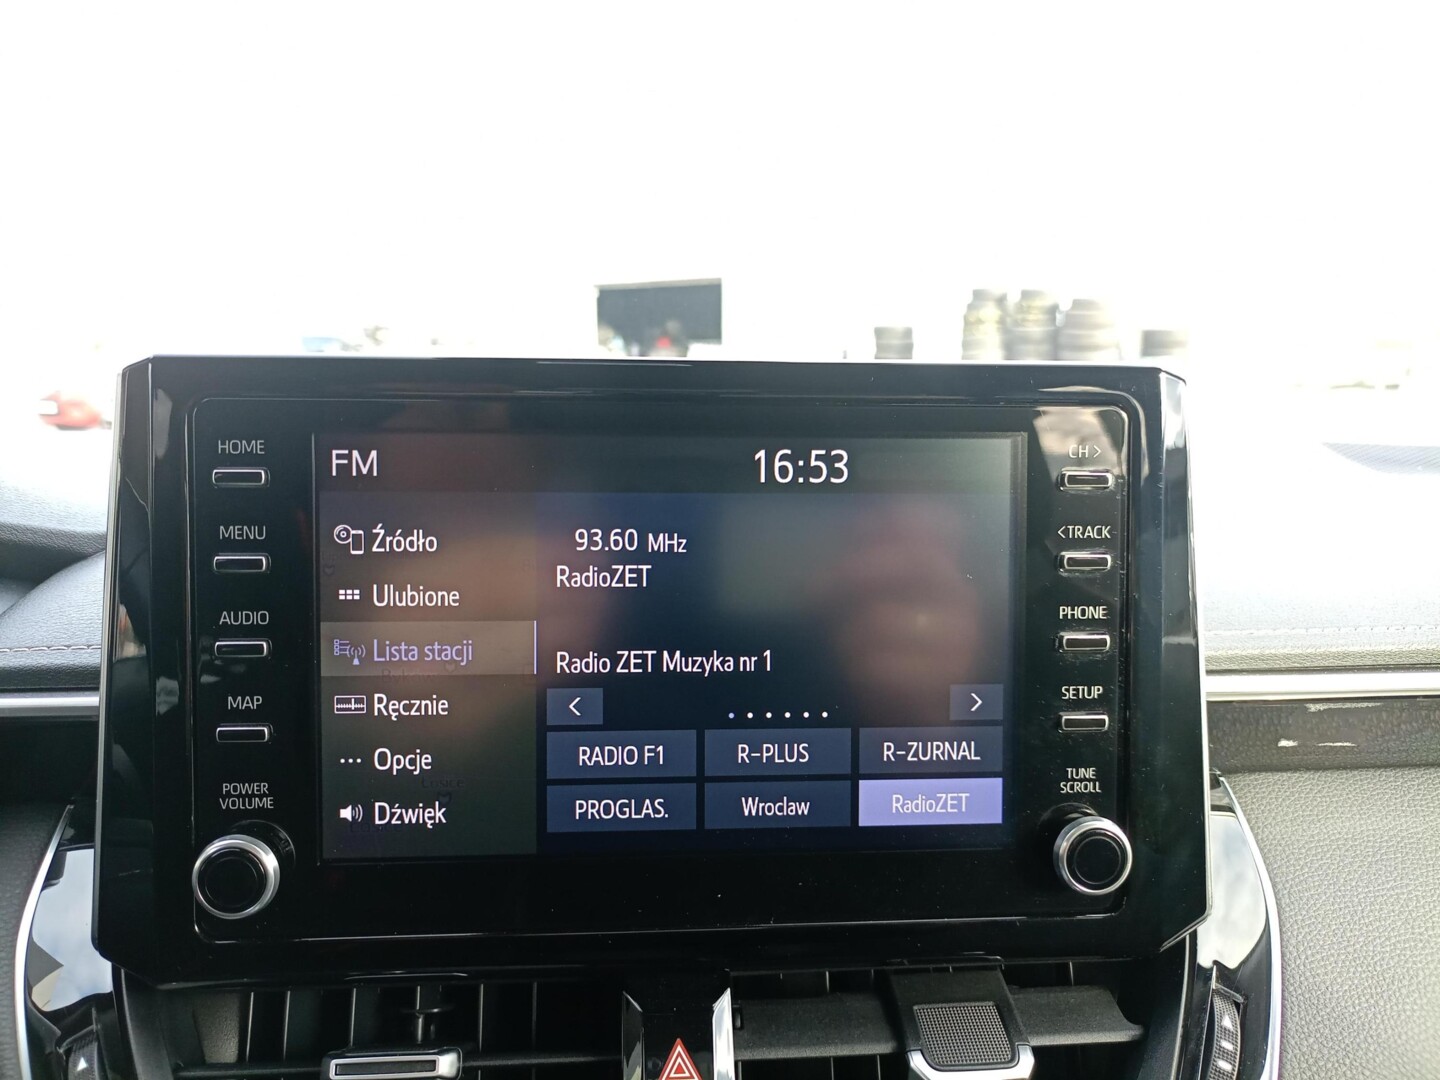 HOME
MENU
AUDIO
MAP
POWER
VOLUME
FM
16:53
Źródło
Ulubione
Lista stacji
Ręcznie
Opcje
Dźwięk
93.60 MHz
RadioZET
Radio ZET Muzyka nr 1
< >
RADIO F1 R-PLUS R-ZURNAL
PROGLAS. Wroclaw RadioZET
CH >
<TRACK
PHONE
SETUP
TUNE
SCROLL